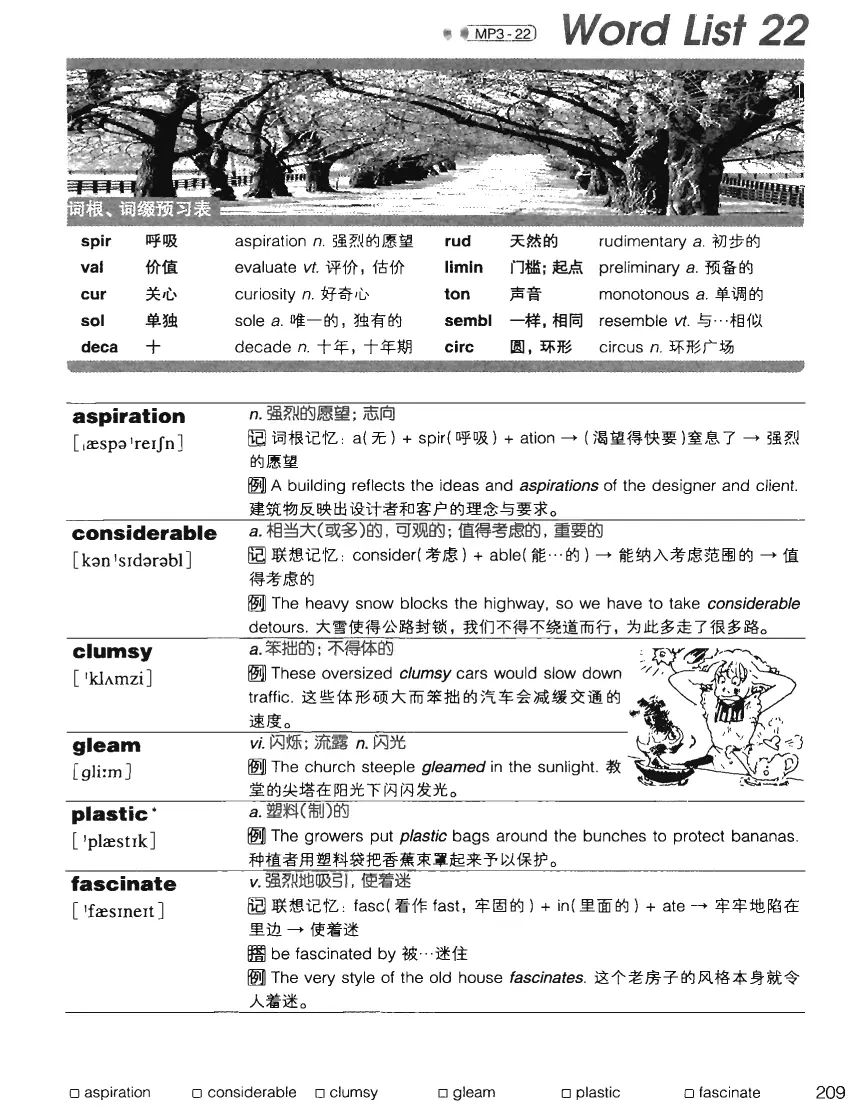 MP3-22 Word List 22
词根、词缀预习表
spir 呼吸 aspiration n. 强烈的愿望 rud 天然的 rudimentary a. 初步的
val 价值 evaluate vt. 评价，估价 limin 门槛; 起点 preliminary a. 预备的
cur 关心 curiosity n. 好奇心 ton 声音 monotonous a. 单调的
sol 单独 sole a. 唯一的，独有的 sembl 一样, 相同 resemble vt. 与…相似
deca 十 decade n. 十年，十年期 circ 圆，环形 circus n. 环形广场
aspiration n. 强烈的愿望; 志向
[ˌæspəˈreɪʃn] 记 词根记忆: a(无) + spir(呼吸) + ation → (渴望得快要)窒息了 → 强烈
的愿望
例 A building reflects the ideas and aspirations of the designer and client.
建筑物反映出设计者和客户的理念与要求。
considerable a. 相当大(或多)的, 可观的; 值得考虑的, 重要的
[kənˈsɪdərəbl] 记 联想记忆: consider(考虑) + able(能…的) → 能纳入考虑范围的 → 值
得考虑的
例 The heavy snow blocks the highway, so we have to take considerable
detours. 大雪使得公路封锁，我们不得不绕道而行，为此多走了很多路。
clumsy a. 笨拙的; 不得体的
[ˈklʌmzi] 例 These oversized clumsy cars would slow down
traffic. 这些体形硕大而笨拙的汽车会减缓交通的
速度。
gleam vi. 闪烁; 流露 n. 闪光
[gliːm] 例 The church steeple gleamed in the sunlight. 教
堂的尖塔在阳光下闪闪发光。
plastic* a. 塑料(制)的
[ˈplæstɪk] 例 The growers put plastic bags around the bunches to protect bananas.
种植者用塑料袋把香蕉束罩起来予以保护。
fascinate v. 强烈地吸引, 使着迷
[ˈfæsɪneɪt] 记 联想记忆: fasc(看作 fast，牢固的) + in(里面的) + ate → 牢牢地陷在
里边 → 使着迷
搭 be fascinated by 被…迷住
例 The very style of the old house fascinates. 这个老房子的风格本身就令
人着迷。
□ aspiration □ considerable □ clumsy □ gleam □ plastic □ fascinate 209